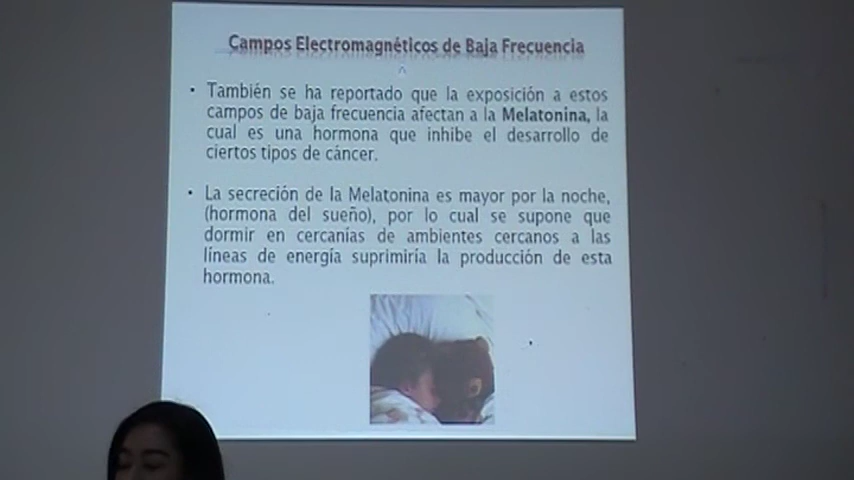 Campos Electromagnéticos de Baja Frecuencia
• También se ha reportado que la exposición a estos
campos de baja frecuencia afectan a la Melatonina, la
cual es una hormona que inhibe el desarrollo de
ciertos tipos de cáncer.
• La secreción de la Melatonina es mayor por la noche,
(hormona del sueño), por lo cual se supone que
dormir en cercanías de ambientes cercanos a las
líneas de energía suprimiría la producción de esta
hormona.